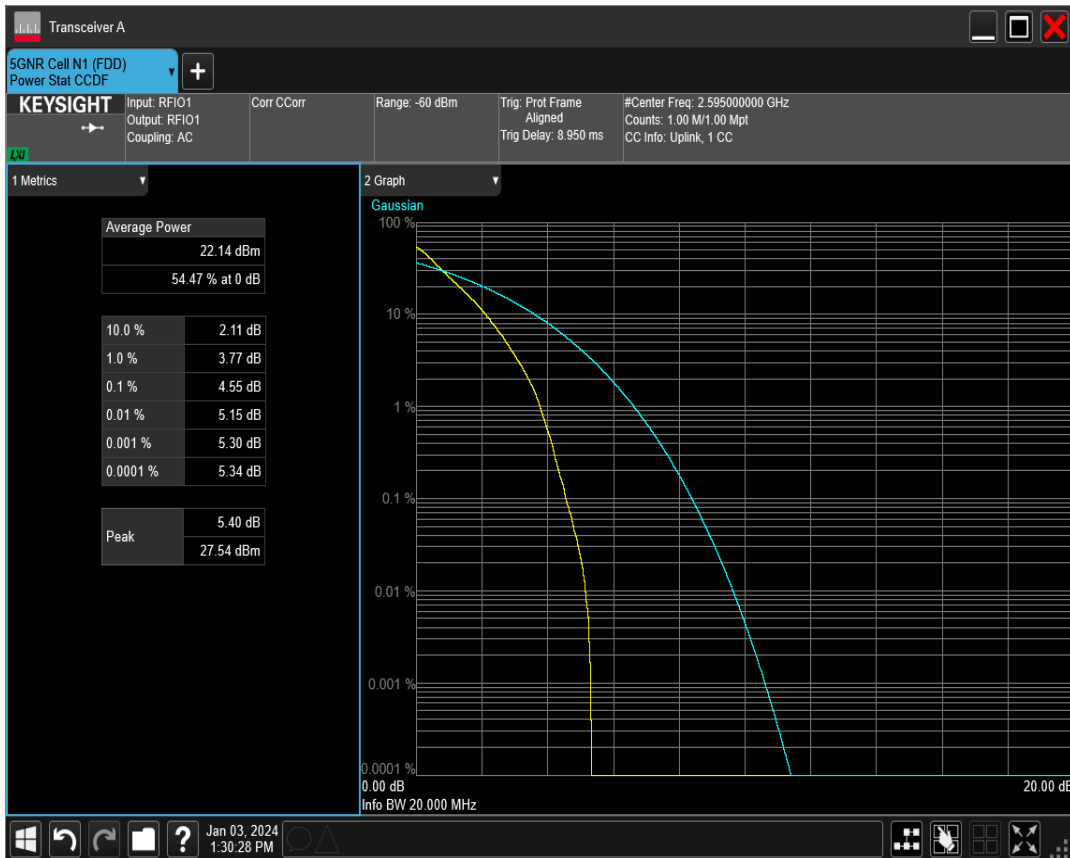 Transceiver A
5GNR Cell N1 (FDD)
Power Stat CCDF
KEYSIGHT
LXI
Input: RFIO1
Output: RFIO1
Coupling: AC
Corr CCorr
Range: -60 dBm
Trig: Prot Frame
Aligned
Trig Delay: 8.950 ms
#Center Freq: 2.595000000 GHz
Counts: 1.00 M/1.00 Mpt
CC Info: Uplink, 1 CC
1 Metrics
Average Power
22.14 dBm
54.47 % at 0 dB
10.0 % 2.11 dB
1.0 % 3.77 dB
0.1 % 4.55 dB
0.01 % 5.15 dB
0.001 % 5.30 dB
0.0001 % 5.34 dB
Peak
5.40 dB
27.54 dBm
2 Graph
Gaussian
100 %
10 %
1 %
0.1 %
0.01 %
0.001 %
0.0001 %
0.00 dB
20.00 dB
Info BW 20.000 MHz
?
Jan 03, 2024
1:30:28 PM